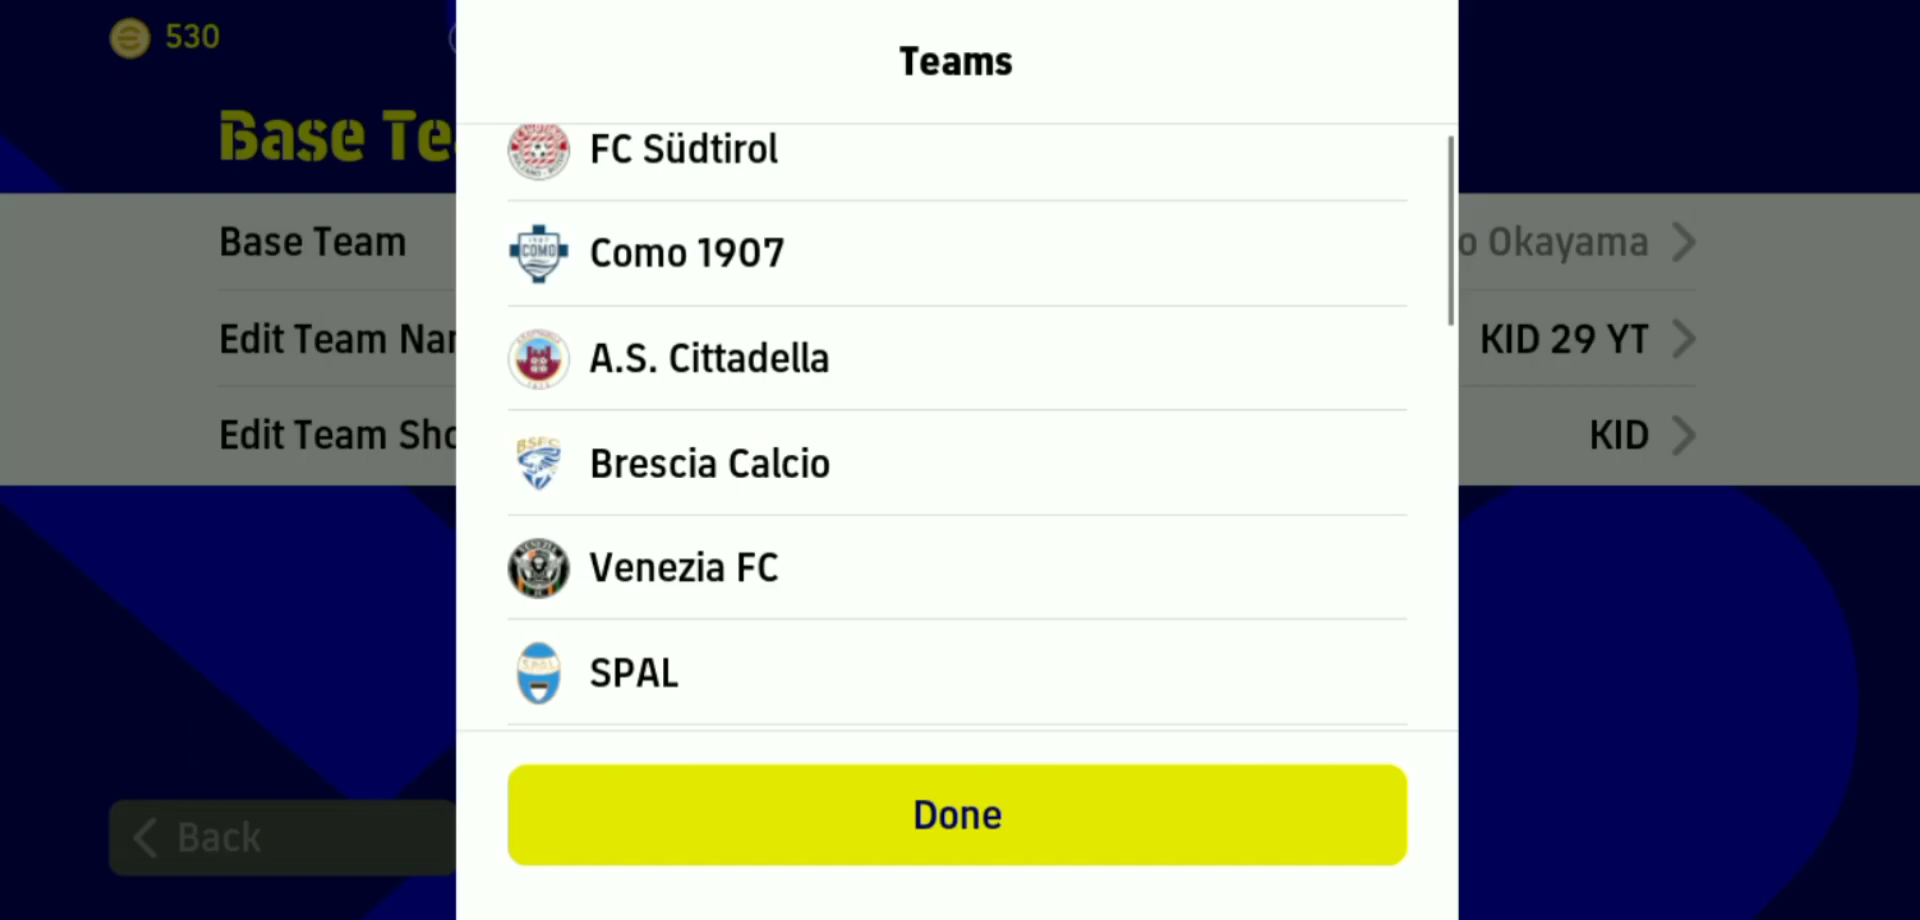 530
Teams
Base Te
FC Südtirol
Base Team
o Okayama
Como 1907
Edit Team Nar
KID 29 YT
A.S. Cittadella
Edit Team Sho
KID
Brescia Calcio
Venezia FC
SPAL
Done
Back